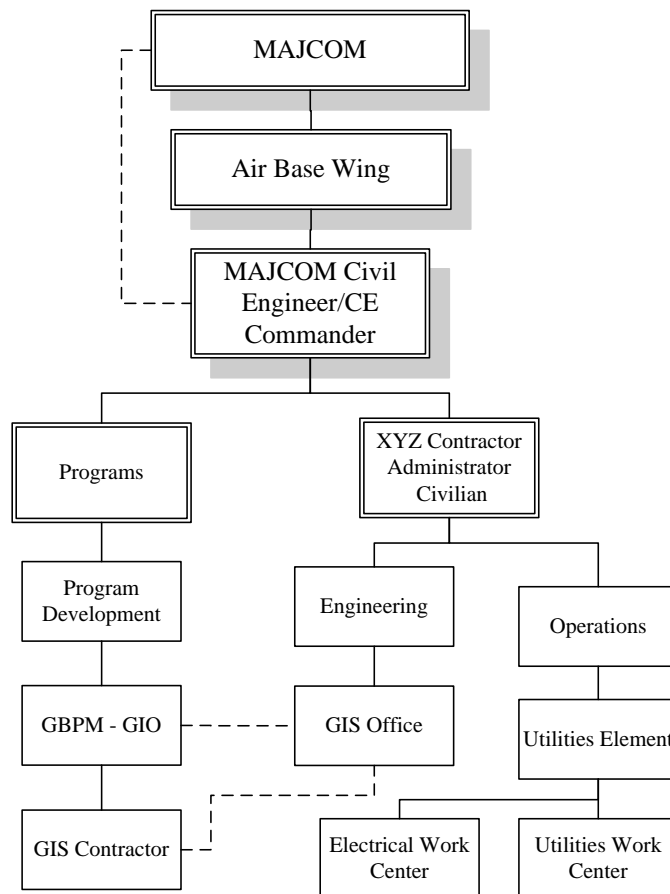 MAJCOM
Air Base Wing
MAJCOM Civil
Engineer/CE
Commander
Programs
XYZ Contractor
Administrator
Civilian
Program
Development
Engineering
Operations
GBPM - GIO
GIS Office
Utilities Element
GIS Contractor
Electrical Work
Center
Utilities Work
Center